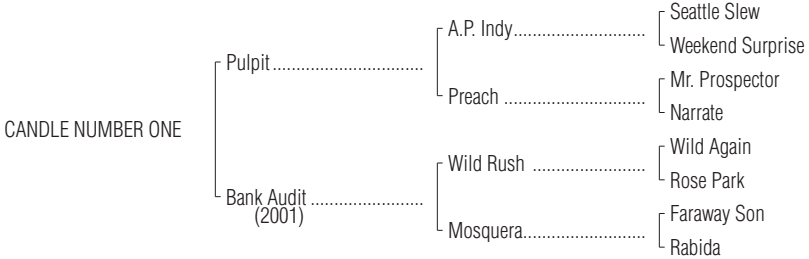 Seattle Slew
A.P. Indy..............................
Weekend Surprise
Pulpit..................................
Mr. Prospector
Preach ................................
Narrate
CANDLE NUMBER ONE
Wild Again
Wild Rush ..........................
Rose Park
Bank Audit .........................
(2001)
Faraway Son
Mosquera............................
Rabida